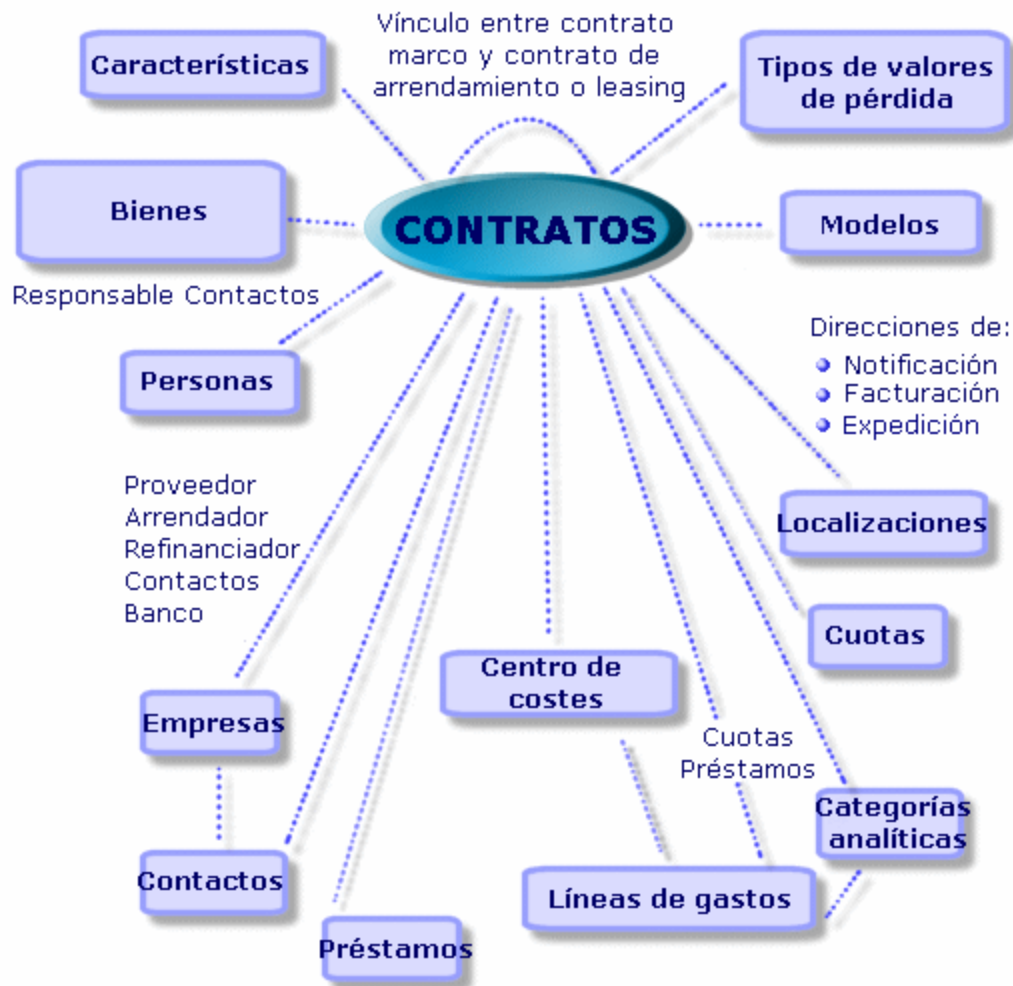 Vínculo entre contrato
marco y contrato de
arrendamiento o leasing
Características
Tipos de valores
de pérdida
Bienes
CONTRATOS
Modelos
Responsable Contactos
Personas
Direcciones de:
Notificación
Facturación
Expedición
Proveedor
Arrendador
Refinanciador
Contactos
Banco
Localizaciones
Cuotas
Centro de
costes
Empresas
Cuotas
Préstamos
Categorías
analíticas
Contactos
Líneas de gastos
Préstamos